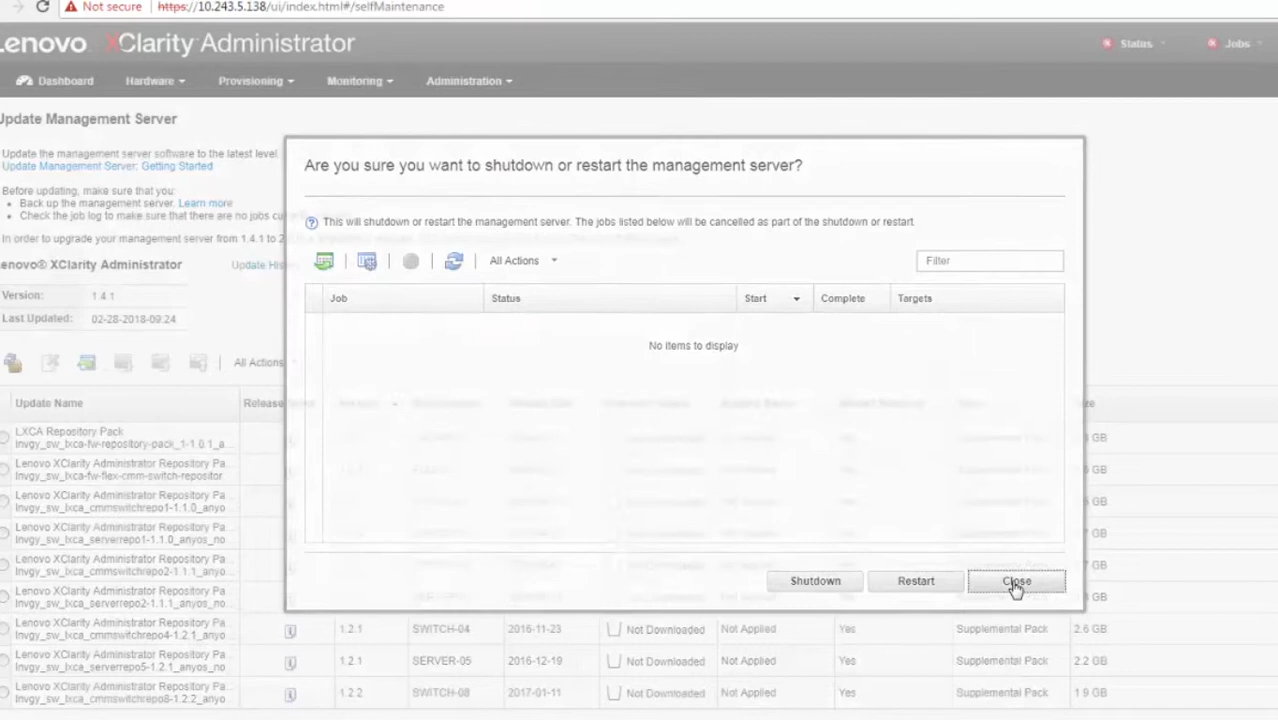 Not secure https://10.243.5.138/ui/index.html#/selfMaintenance
Lenovo XClarity Administrator
Status
Jobs
Dashboard Hardware Provisioning Monitoring Administration
Update Management Server
Update the management server software to the latest level.
Update Management Server: Getting Started
Before updating, make sure that you:
Back up the management server. Learn more
Check the job log to make sure that there are no jobs
In order to upgrade your management server from 1.4.1 to
Lenovo® XClarity Administrator
Version: 1.4.1
Last Updated: 02-28-2018-09:24
All Actions
Update Name
Release
LXCA Repository Pack
lnvgy_sw_lxca-fw-repository-pack_1-1.0.1_a...
Lenovo XClarity Administrator Repository Pa...
lnvgy_sw_lxca-fw-flex-cmm-switch-repositor
Lenovo XClarity Administrator Repository Pa...
lnvgy_sw_lxca_cmmswitchrepo1-1.1.0_anyo
Lenovo XClarity Administrator Repository Pa...
lnvgy_sw_lxca_serverrepo1-1.1.0_anyos_no
Lenovo XClarity Administrator Repository Pa...
lnvgy_sw_lxca_cmmswitchrepo2-1.1.1_anyo
Lenovo XClarity Administrator Repository Pa...
lnvgy_sw_lxca_serverrepo2-1.1.1_anyos_no
Lenovo XClarity Administrator Repository Pa...
lnvgy_sw_lxca_cmmswitchrepo4-1.2.1_anyo
1.2.1 SWITCH-04 2016-11-23 Not Downloaded Not Applied Yes Supplemental Pack 2.6 GB
Lenovo XClarity Administrator Repository Pa...
lnvgy_sw_lxca_serverrepo5-1.2.1_anyos_no
1.2.1 SERVER-05 2016-12-19 Not Downloaded Not Applied Yes Supplemental Pack 2.2 GB
Lenovo XClarity Administrator Repository Pa...
lnvgy_sw_lxca_cmmswitchrepo8-1.2.2_anyo
1.2.2 SWITCH-08 2017-01-11 Not Downloaded Not Applied Yes Supplemental Pack 1.9 GB
Are you sure you want to shutdown or restart the management server?
This will shutdown or restart the management server. The jobs listed below will be cancelled as part of the shutdown or restart.
All Actions
Filter
Job Status Start Complete Targets
No items to display
Shutdown Restart Close